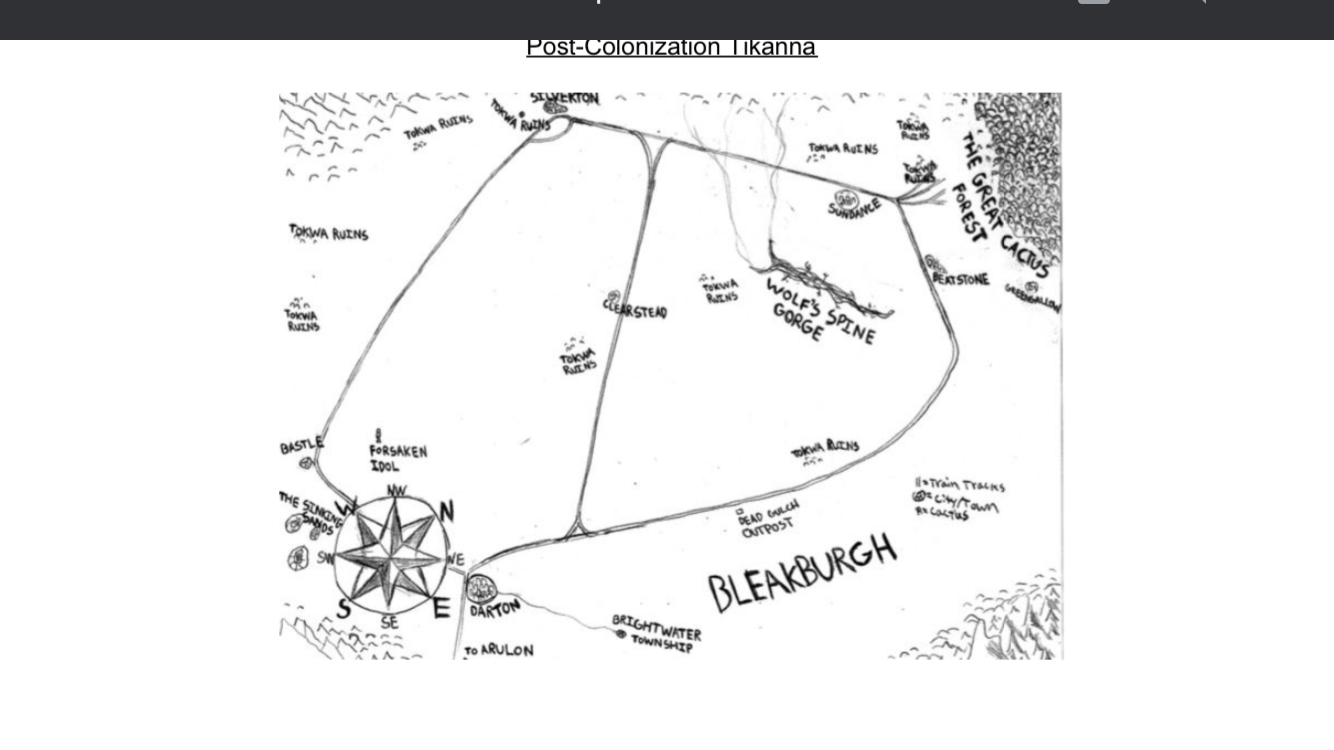 Post-Colonization Tikanna
SILVERTON
TOKWA RUINS
TOKWA RUINS
TOKWA
RUINS
TOKWA RUINS
TOKWA
RUINS
THE GREAT CACTUS
FOREST
SUNDANCE
TOKWA RUINS
BEATSTONE
GREENGALLOW
TOKWA
RUINS
WOLF'S SPINE
GORGE
CLEARSTEAD
TOKWA
RUINS
TOKWA
RUINS
BASTLE
FORSAKEN
IDOL
TOKWA RUINS
THE SINKING
SANDS
NW
W
N
SW
NE
S
E
SE
DEAD GULCH
OUTPOST
= Train Tracks
= City/Town
= Cactus
BLEAKBURGH
DARTON
BRIGHTWATER
TOWNSHIP
TO ARULON